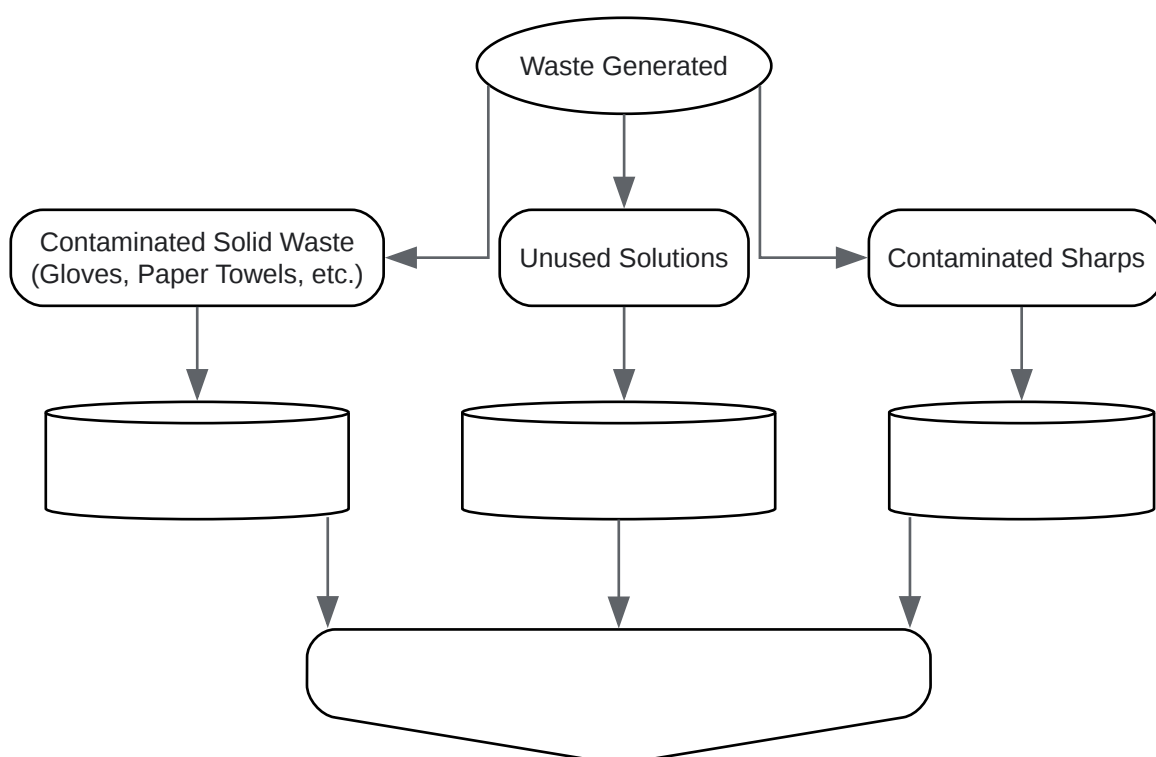 Waste Generated
Contaminated Solid Waste
(Gloves, Paper Towels, etc.)
Unused Solutions
Contaminated Sharps